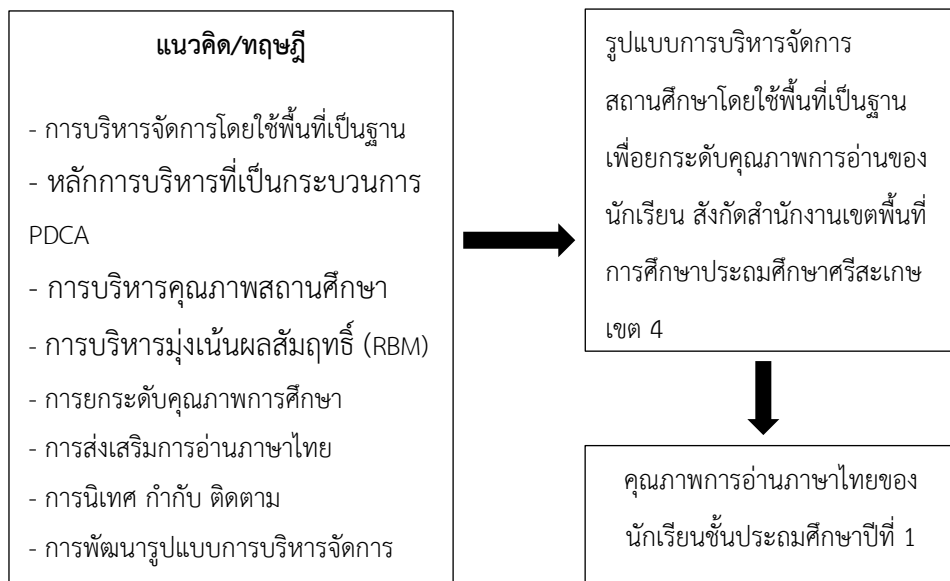 แนวคิด/ทฤษฎี
- การบริหารจัดการโดยใช้พื้นที่เป็นฐาน
- หลักการบริหารที่เป็นกระบวนการ
PDCA
- การบริหารคุณภาพสถานศึกษา
- การบริหารมุ่งเน้นผลสัมฤทธิ์ (RBM)
- การยกระดับคุณภาพการศึกษา
- การส่งเสริมการอ่านภาษาไทย
- การนิเทศ กำกับ ติดตาม
- การพัฒนารูปแบบการบริหารจัดการ
รูปแบบการบริหารจัดการ
สถานศึกษาโดยใช้พื้นที่เป็นฐาน
เพื่อยกระดับคุณภาพการอ่านของ
นักเรียน สังกัดสำนักงานเขตพื้นที่
การศึกษาประถมศึกษาศรีสะเกษ
เขต 4
คุณภาพการอ่านภาษาไทยของ
นักเรียนชั้นประถมศึกษาปีที่ 1